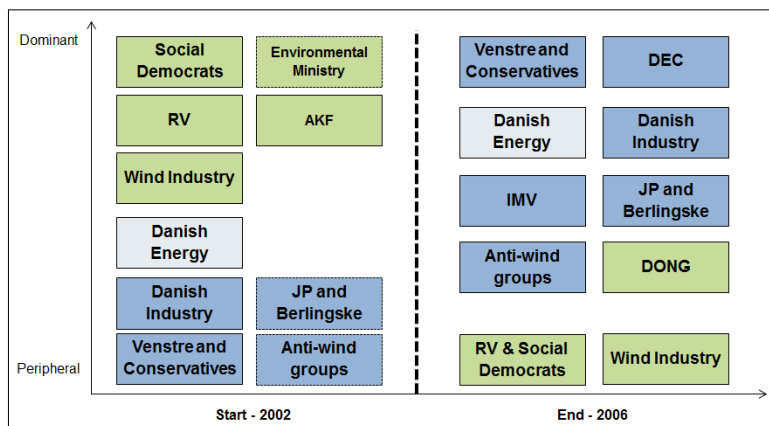 Dominant
Social
Democrats
Environmental
Ministry
Venstre and
Conservatives
DEC
RV
AKF
Danish
Energy
Danish
Industry
Wind Industry
IMV
JP and
Berlingske
Danish
Energy
Anti-wind
groups
DONG
Danish
Industry
JP and
Berlingske
Peripheral
Venstre and
Conservatives
Anti-wind
groups
RV & Social
Democrats
Wind Industry
Start - 2002
End - 2006